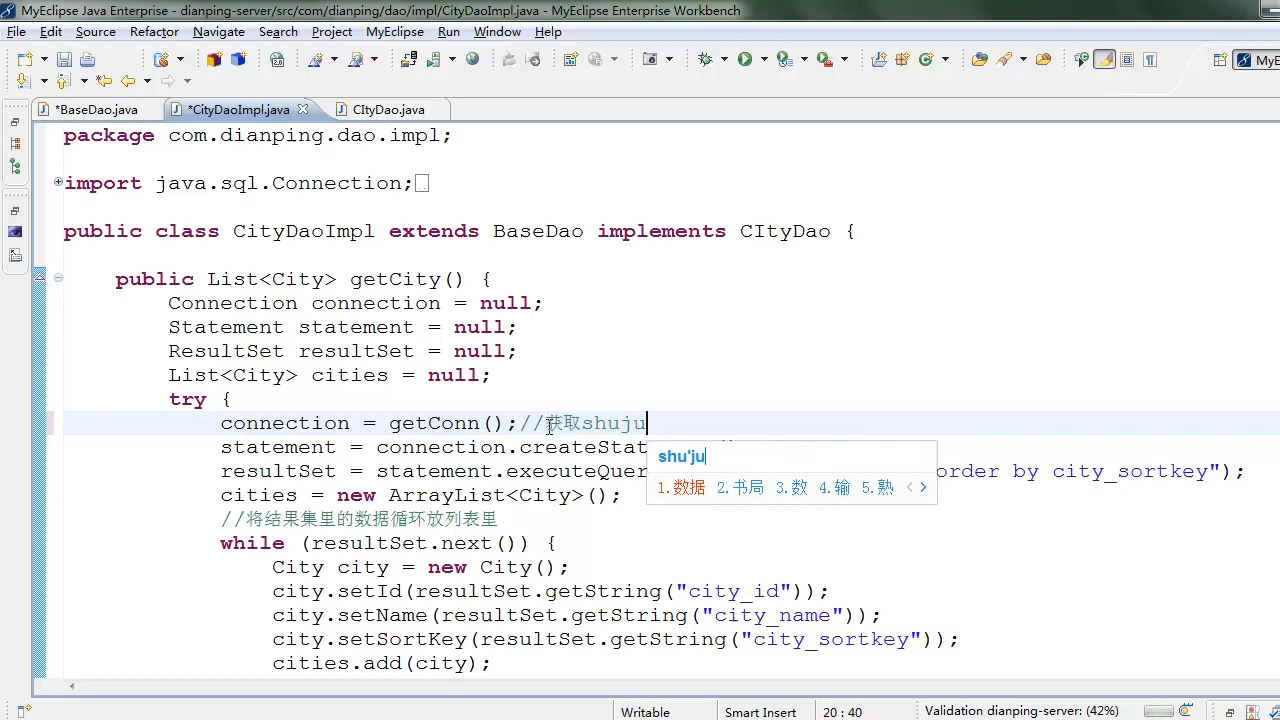 MyEclipse Java Enterprise - dianping-server/src/com/dianping/dao/impl/CityDaoImpl.java - MyEclipse Enterprise Workbench
File Edit Source Refactor Navigate Search Project MyEclipse Run Window Help
MyE
*BaseDao.java *CityDaoImpl.java CItyDao.java
package com.dianping.dao.impl;
import java.sql.Connection;
public class CityDaoImpl extends BaseDao implements CItyDao {
public List<City> getCity() {
Connection connection = null;
Statement statement = null;
ResultSet resultSet = null;
List<City> cities = null;
try {
connection = getConn();//获取shuju
statement = connection.createStat
shu'ju
resultSet = statement.executeQuer order by city_sortkey");
1.数据 2.书局 3.数 4.输 5.熟
cities = new ArrayList<City>();
//将结果集里的数据循环放列表里
while (resultSet.next()) {
City city = new City();
city.setId(resultSet.getString("city_id"));
city.setName(resultSet.getString("city_name"));
city.setSortKey(resultSet.getString("city_sortkey"));
cities.add(city);
Writable Smart Insert 20 : 40 Validation dianping-server: (42%)